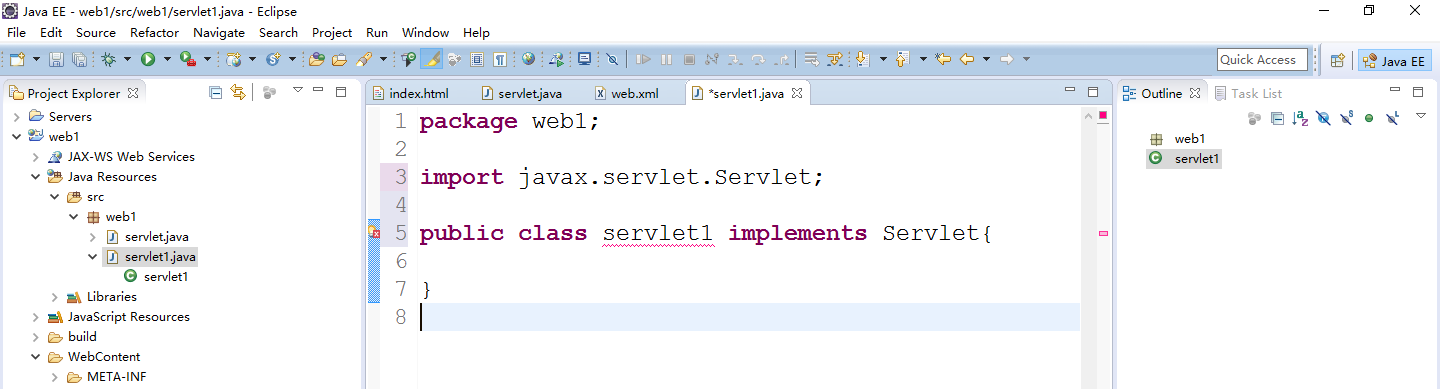 Java EE - web1/src/web1/servlet1.java - Eclipse
File Edit Source Refactor Navigate Search Project Run Window Help
Quick Access
Java EE
Project Explorer
Servers
web1
JAX-WS Web Services
Java Resources
src
web1
servlet.java
servlet1.java
servlet1
Libraries
JavaScript Resources
build
WebContent
META-INF
index.html servlet.java web.xml *servlet1.java
1 package web1;
2
3 import javax.servlet.Servlet;
4
5 public class servlet1 implements Servlet{
6
7 }
8
Outline Task List
web1
servlet1